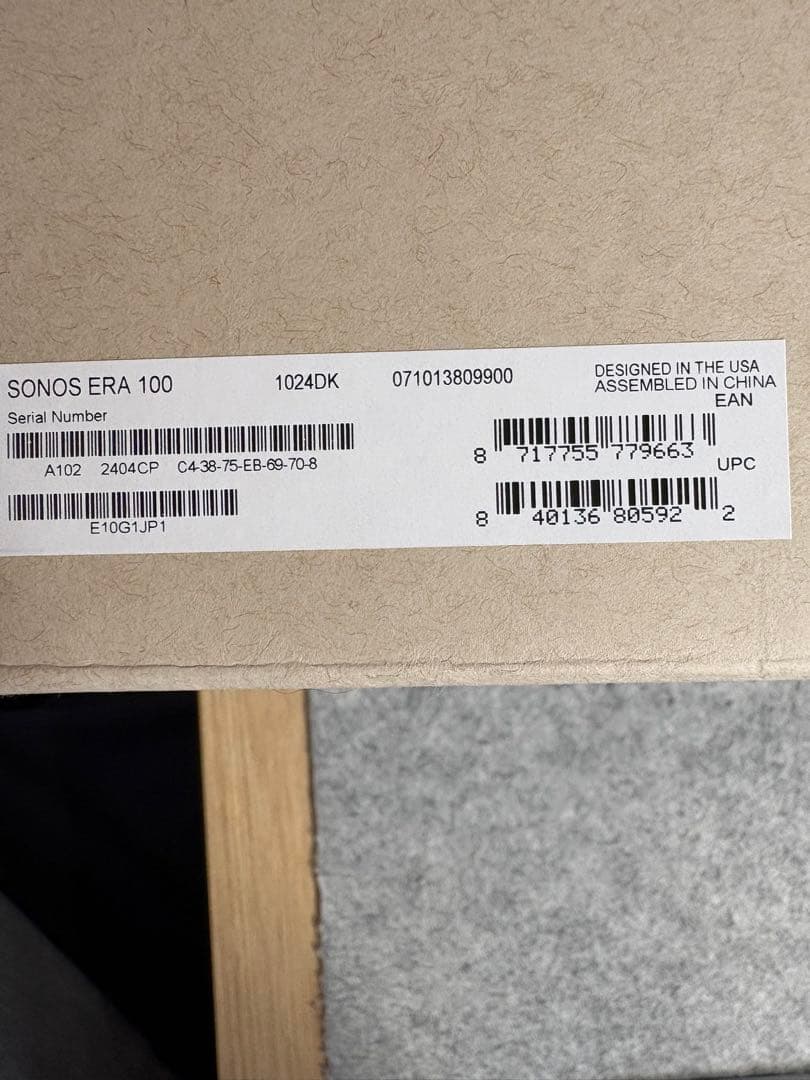 SONOS ERA 100 1024DK 071013809900 DESIGNED IN THE USA
ASSEMBLED IN CHINA
Serial Number
A102 2404CP C4-38-75-EB-69-70-8
E10G1JP1
EAN
8 717755 779663
UPC
8 40136 80592 2